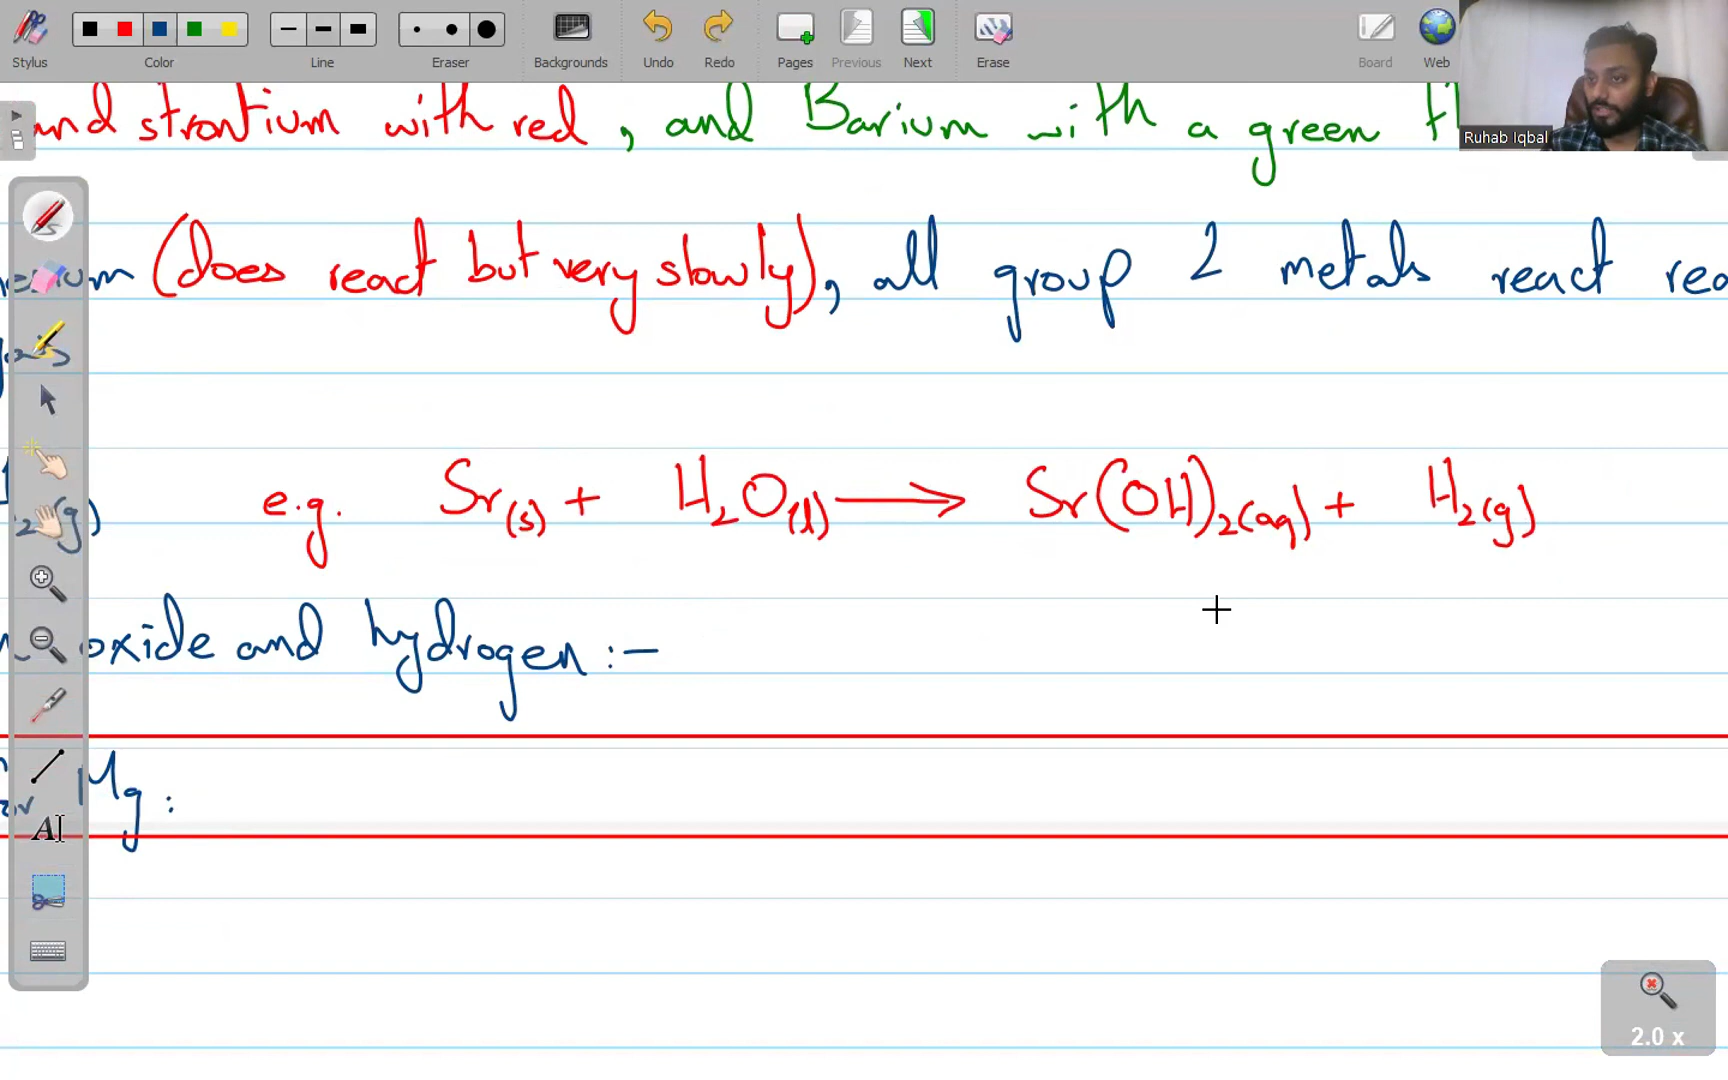 Stylus Color Line Eraser Backgrounds Undo Redo Pages Previous Next Erase Board Web
Ruhab Iqbal
and strontium with red, and Barium with a green
(does react but very slowly), all group 2 metals react
e.g. Sr(s) + H₂O(l) ⟶ Sr(OH)₂(aq) + H₂(g)
oxide and hydrogen :-
Mg :
2.0 x